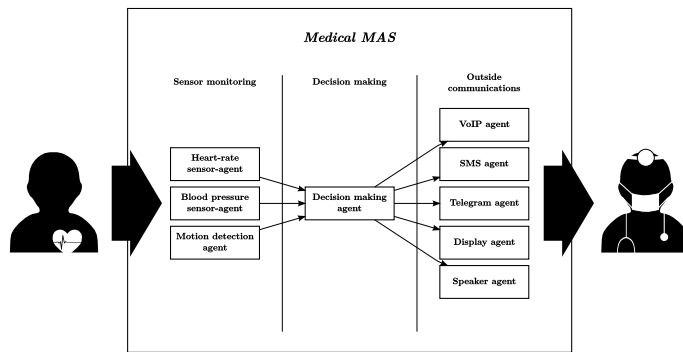 Medical MAS
Sensor monitoring
Decision making
Outside
communications
Heart-rate
sensor-agent
Blood pressure
sensor-agent
Motion detection
agent
Decision making
agent
VoIP agent
SMS agent
Telegram agent
Display agent
Speaker agent